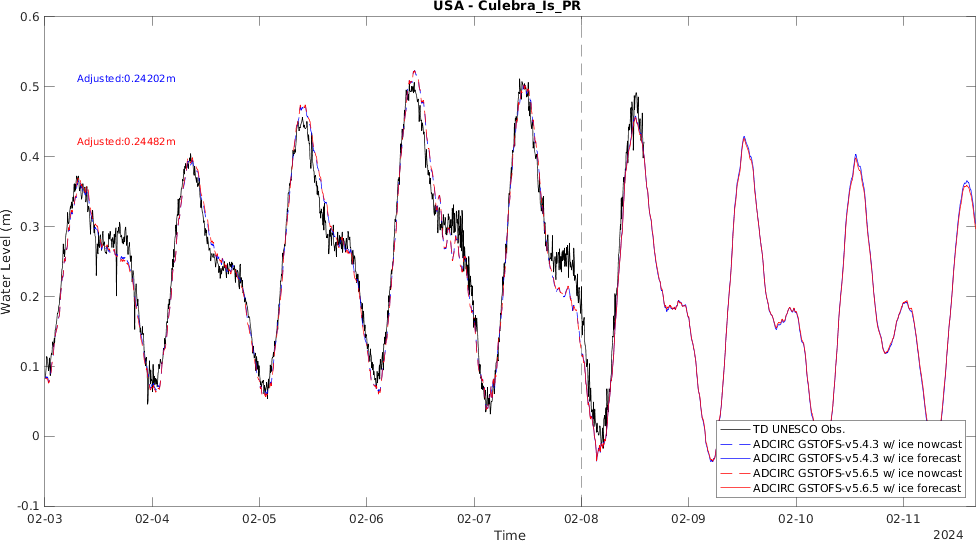 USA - Culebra_Is_PR
0.6
0.5
0.4
0.3
0.2
0.1
0
-0.1
Water Level (m)
Adjusted:0.24202m
Adjusted:0.24482m
TD UNESCO Obs.
ADCIRC GSTOFS-v5.4.3 w/ ice nowcast
ADCIRC GSTOFS-v5.4.3 w/ ice forecast
ADCIRC GSTOFS-v5.6.5 w/ ice nowcast
ADCIRC GSTOFS-v5.6.5 w/ ice forecast
02-03 02-04 02-05 02-06 02-07 02-08 02-09 02-10 02-11
Time
2024